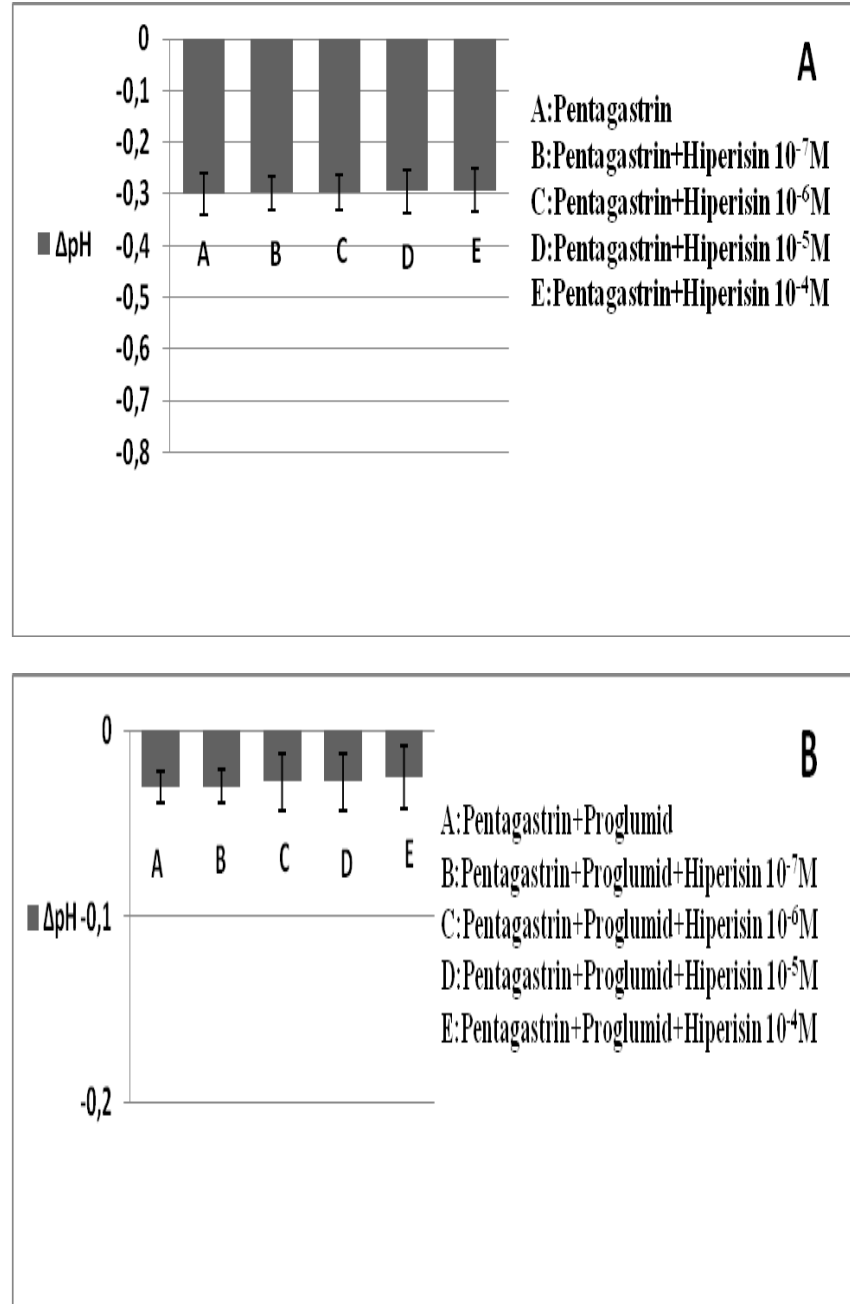 A
0
-0,1
-0,2
-0,3
-0,4
-0,5
-0,6
-0,7
-0,8
ΔpH
A B C D E
A:Pentagastrin
B:Pentagastrin+Hiperisin 10⁻⁷M
C:Pentagastrin+Hiperisin 10⁻⁶M
D:Pentagastrin+Hiperisin 10⁻⁵M
E:Pentagastrin+Hiperisin 10⁻⁴M
B
0
-0,1
-0,2
ΔpH
A B C D E
A:Pentagastrin+Proglumid
B:Pentagastrin+Proglumid+Hiperisin 10⁻⁷M
C:Pentagastrin+Proglumid+Hiperisin 10⁻⁶M
D:Pentagastrin+Proglumid+Hiperisin 10⁻⁵M
E:Pentagastrin+Proglumid+Hiperisin 10⁻⁴M